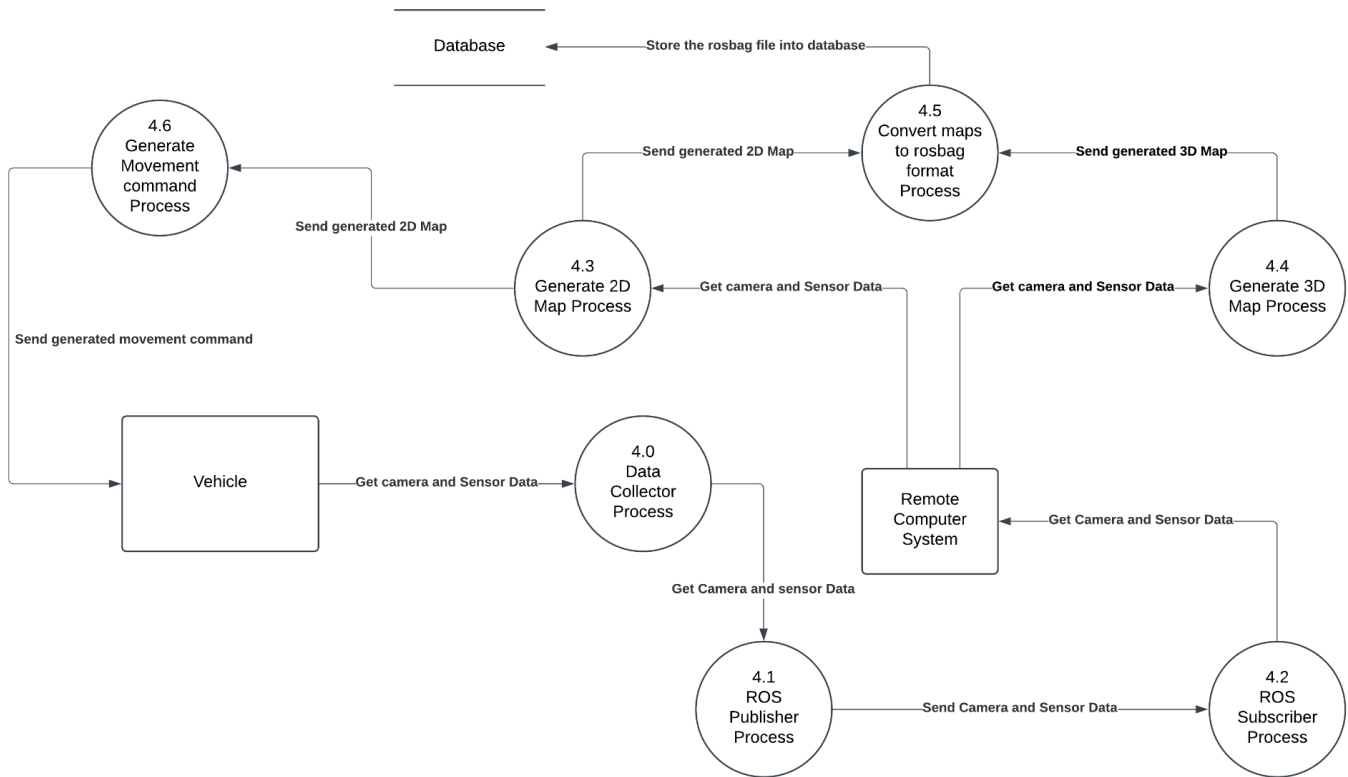 Database
Store the rosbag file into database
4.5
Convert maps
to rosbag
format
Process
4.6
Generate
Movement
command
Process
Send generated 2D Map
Send generated 3D Map
Send generated 2D Map
4.3
Generate 2D
Map Process
Get camera and Sensor Data
Get camera and Sensor Data
4.4
Generate 3D
Map Process
Send generated movement command
Vehicle
Get camera and Sensor Data
4.0
Data
Collector
Process
Remote
Computer
System
Get Camera and Sensor Data
Get Camera and sensor Data
4.1
ROS
Publisher
Process
Send Camera and Sensor Data
4.2
ROS
Subscriber
Process